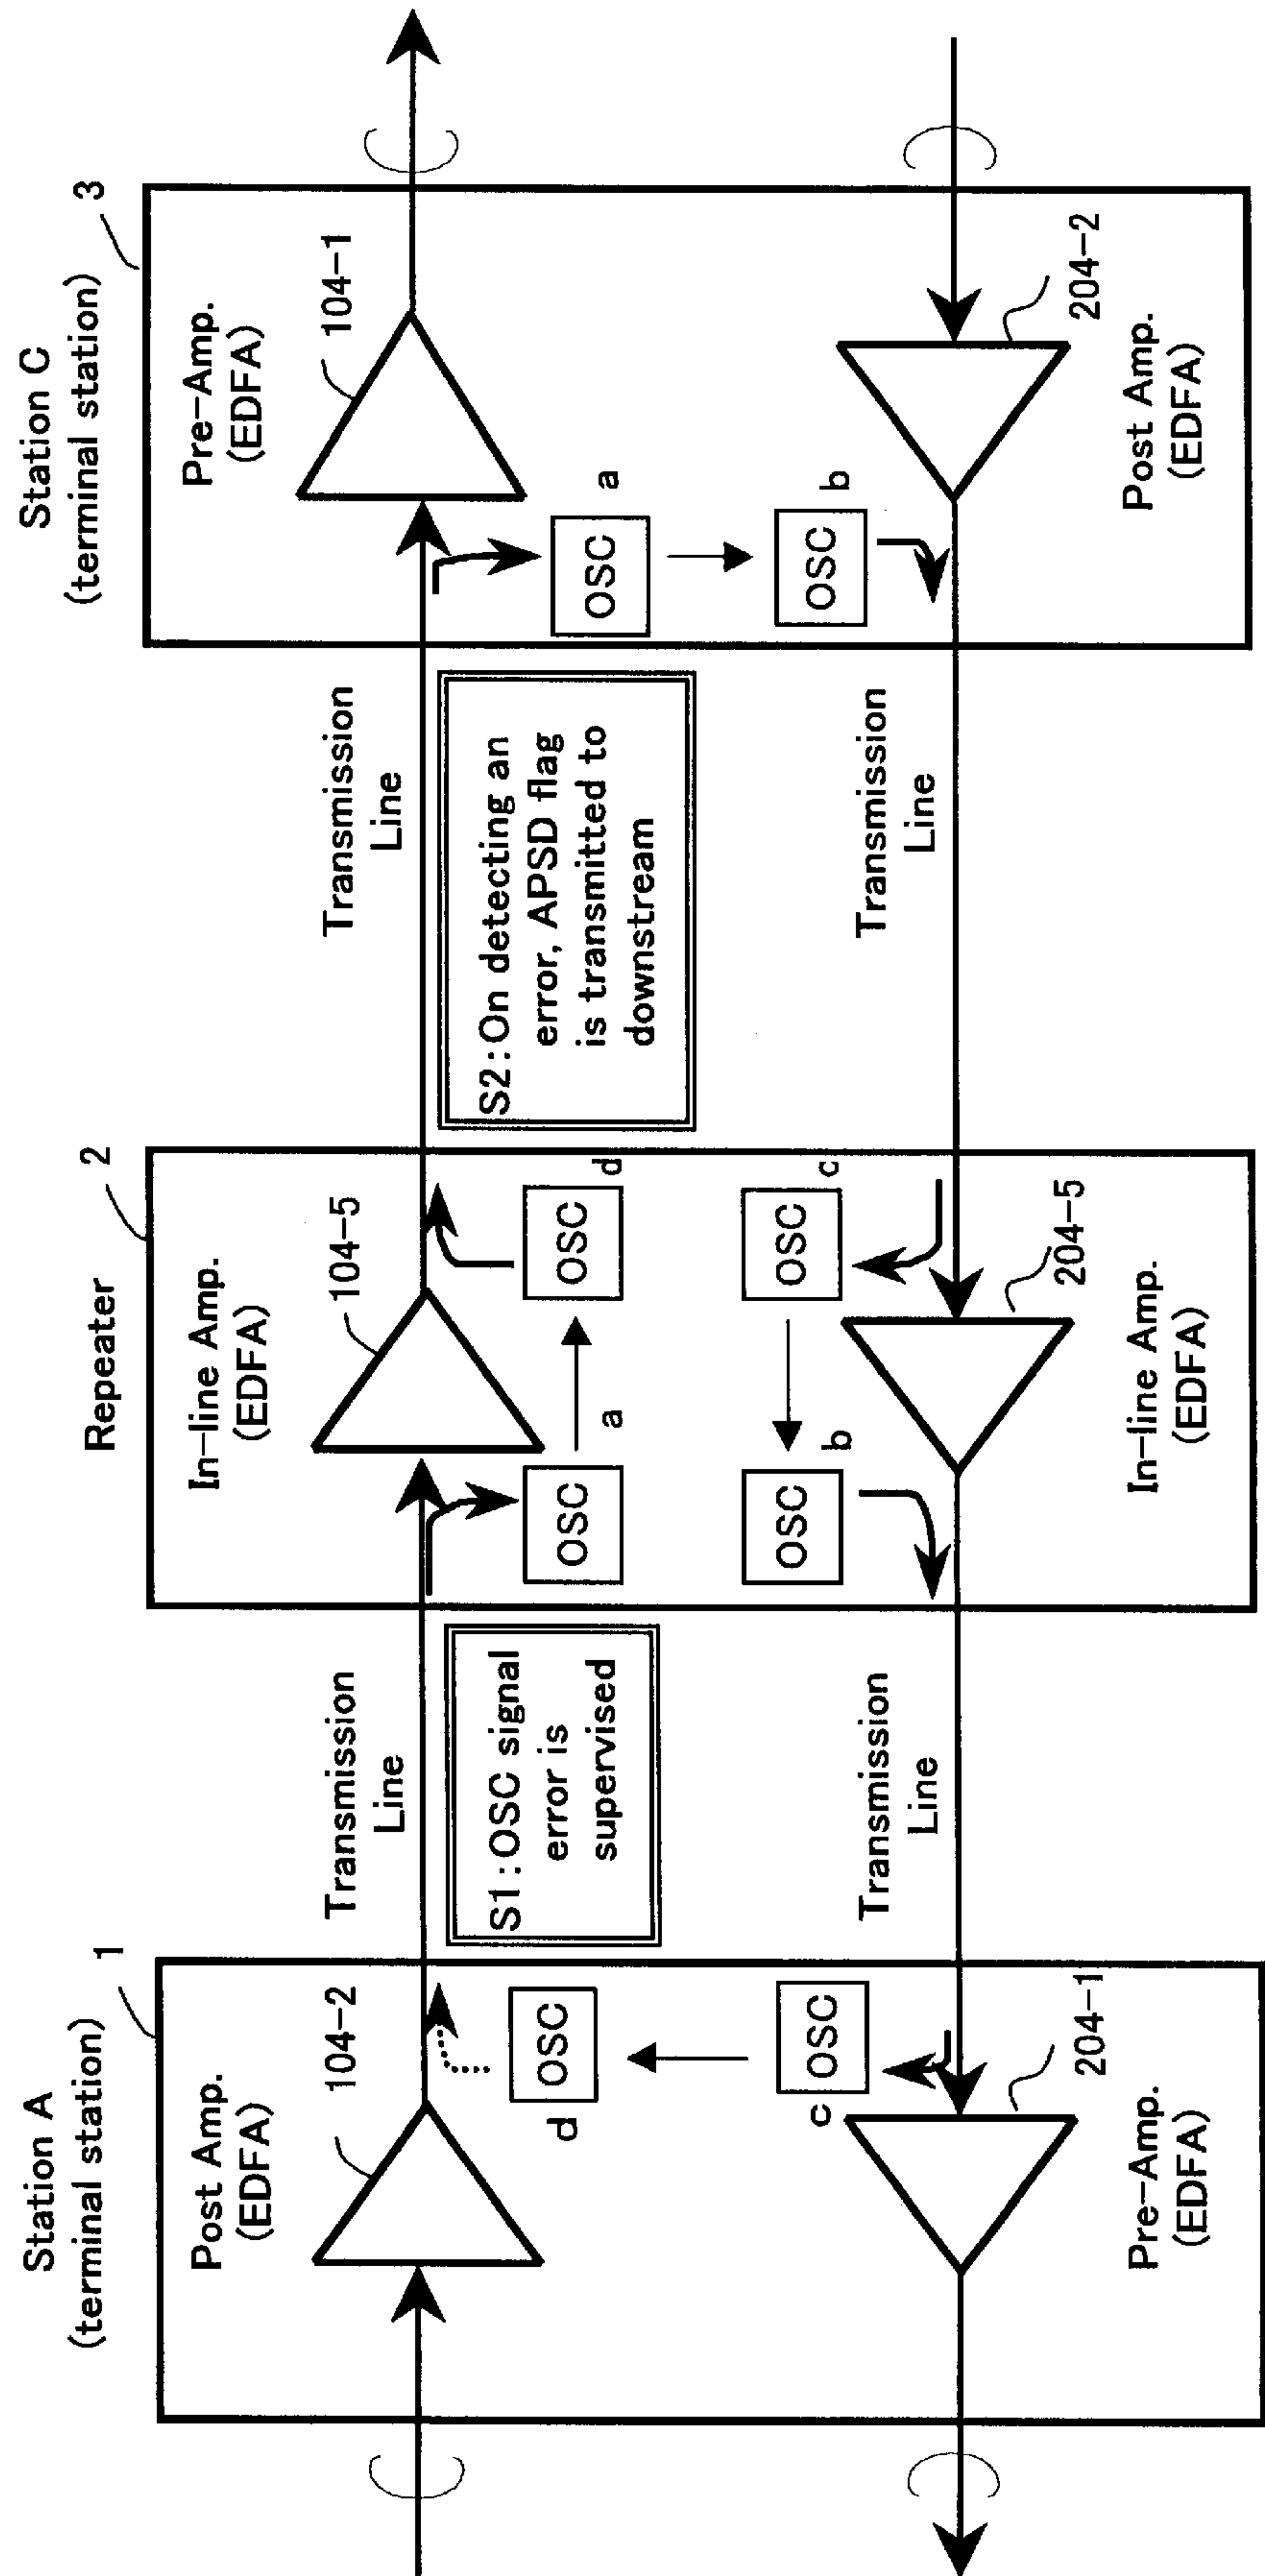 Station A
(terminal station)
1
Post Amp.
(EDFA)
104-2
OSC
d
OSC
c
204-1
Pre-Amp.
(EDFA)
Transmission
Line
S1:OSC signal
error is
supervised
Transmission
Line
Repeater
2
In-line Amp.
(EDFA)
104-5
OSC
a
OSC
d
OSC
b
OSC
c
204-5
In-line Amp.
(EDFA)
Transmission
Line
S2:On detecting an
error, APSD flag
is transmitted to
downstream
Transmission
Line
Station C
(terminal station)
3
Pre-Amp.
(EDFA)
104-1
OSC
a
OSC
b
204-2
Post Amp.
(EDFA)